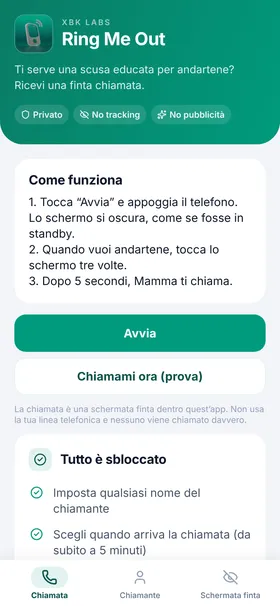 XBK LABS
Ring Me Out
Ti serve una scusa educata per andartene?
Ricevi una finta chiamata.
Privato
No tracking
No pubblicità
Come funziona
1. Tocca “Avvia” e appoggia il telefono.
Lo schermo si oscura, come se fosse in
standby.
2. Quando vuoi andartene, tocca lo
schermo tre volte.
3. Dopo 5 secondi, Mamma ti chiama.
Avvia
Chiamami ora (prova)
La chiamata è una schermata finta dentro quest’app. Non usa
la tua linea telefonica e nessuno viene chiamato davvero.
Tutto è sbloccato
Imposta qualsiasi nome del
chiamante
Scegli quando arriva la chiamata (da
subito a 5 minuti)
Chiamata
Chiamante
Schermata finta